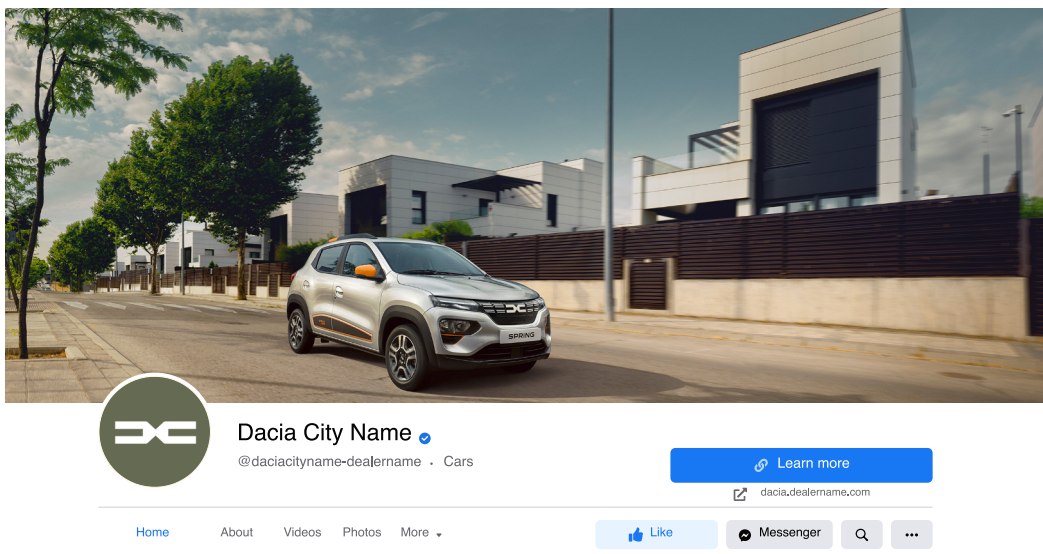 SPRING
Dacia City Name
@daciacityname-dealername . Cars
Learn more
dacia.dealername.com
Home About Videos Photos More
Like Messenger